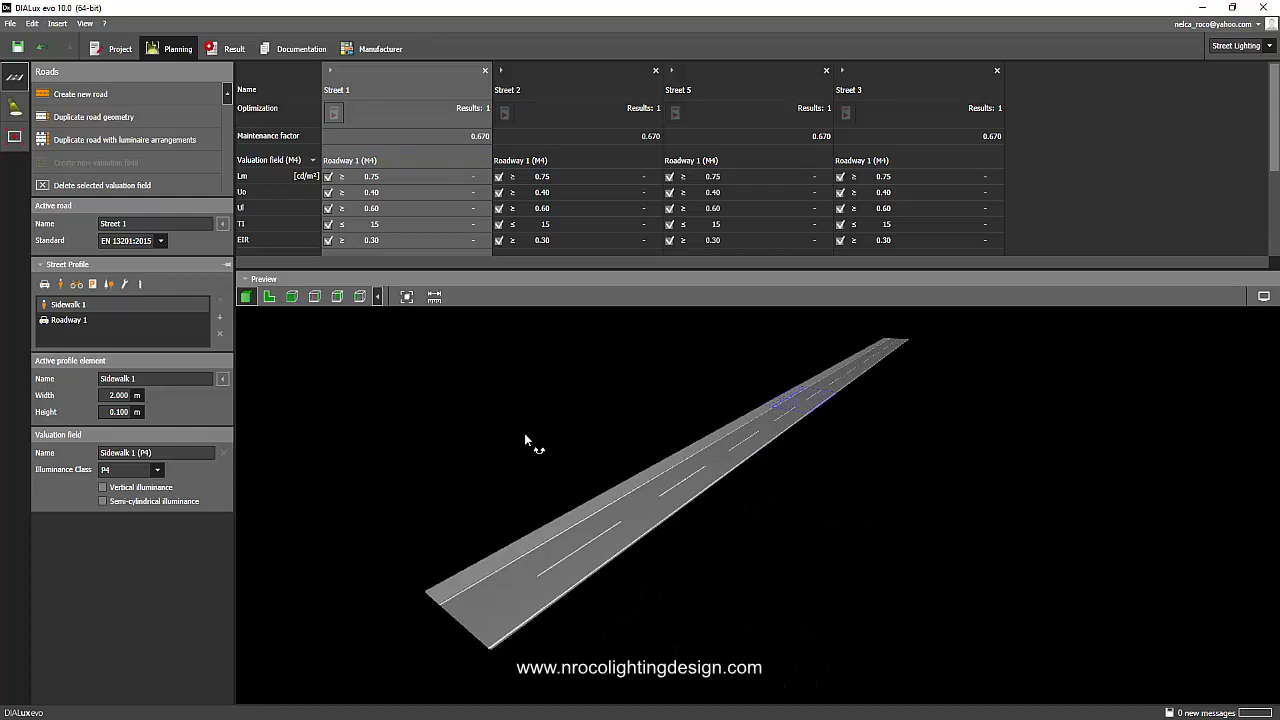 DIALux evo 10.0 (64-bit)
File Edit Insert View ?
nelca_roco@yahoo.com
Project Planning Result Documentation Manufacturer
Street Lighting
Roads
Create new road
Duplicate road geometry
Duplicate road with luminaire arrangements
Create new valuation field
Delete selected valuation field
Active road
Name Street 1
Standard EN 13201:2015
Street Profile
Sidewalk 1
Roadway 1
Active profile element
Name Sidewalk 1
Width 2.000 m
Height 0.100 m
Valuation field
Name Sidewalk 1 (P4)
Illuminance Class P4
Vertical illuminance
Semi-cylindrical illuminance
Name Street 1 Street 2 Street 5 Street 3
Optimization Results: 1 Results: 1 Results: 1 Results: 1
Maintenance factor 0.670 0.670 0.670 0.670
Valuation field (M4) Roadway 1 (M4) Roadway 1 (M4) Roadway 1 (M4) Roadway 1 (M4)
Lm [cd/m²] ≥ 0.75 - ≥ 0.75 - ≥ 0.75 - ≥ 0.75 -
Uo ≥ 0.40 - ≥ 0.40 - ≥ 0.40 - ≥ 0.40 -
Ul ≥ 0.60 - ≥ 0.60 - ≥ 0.60 - ≥ 0.60 -
TI ≤ 15 - ≤ 15 - ≤ 15 - ≤ 15 -
EIR ≥ 0.30 - ≥ 0.30 - ≥ 0.30 - ≥ 0.30 -
Preview
www.nrocolightingdesign.com
DIALux evo
0 new messages